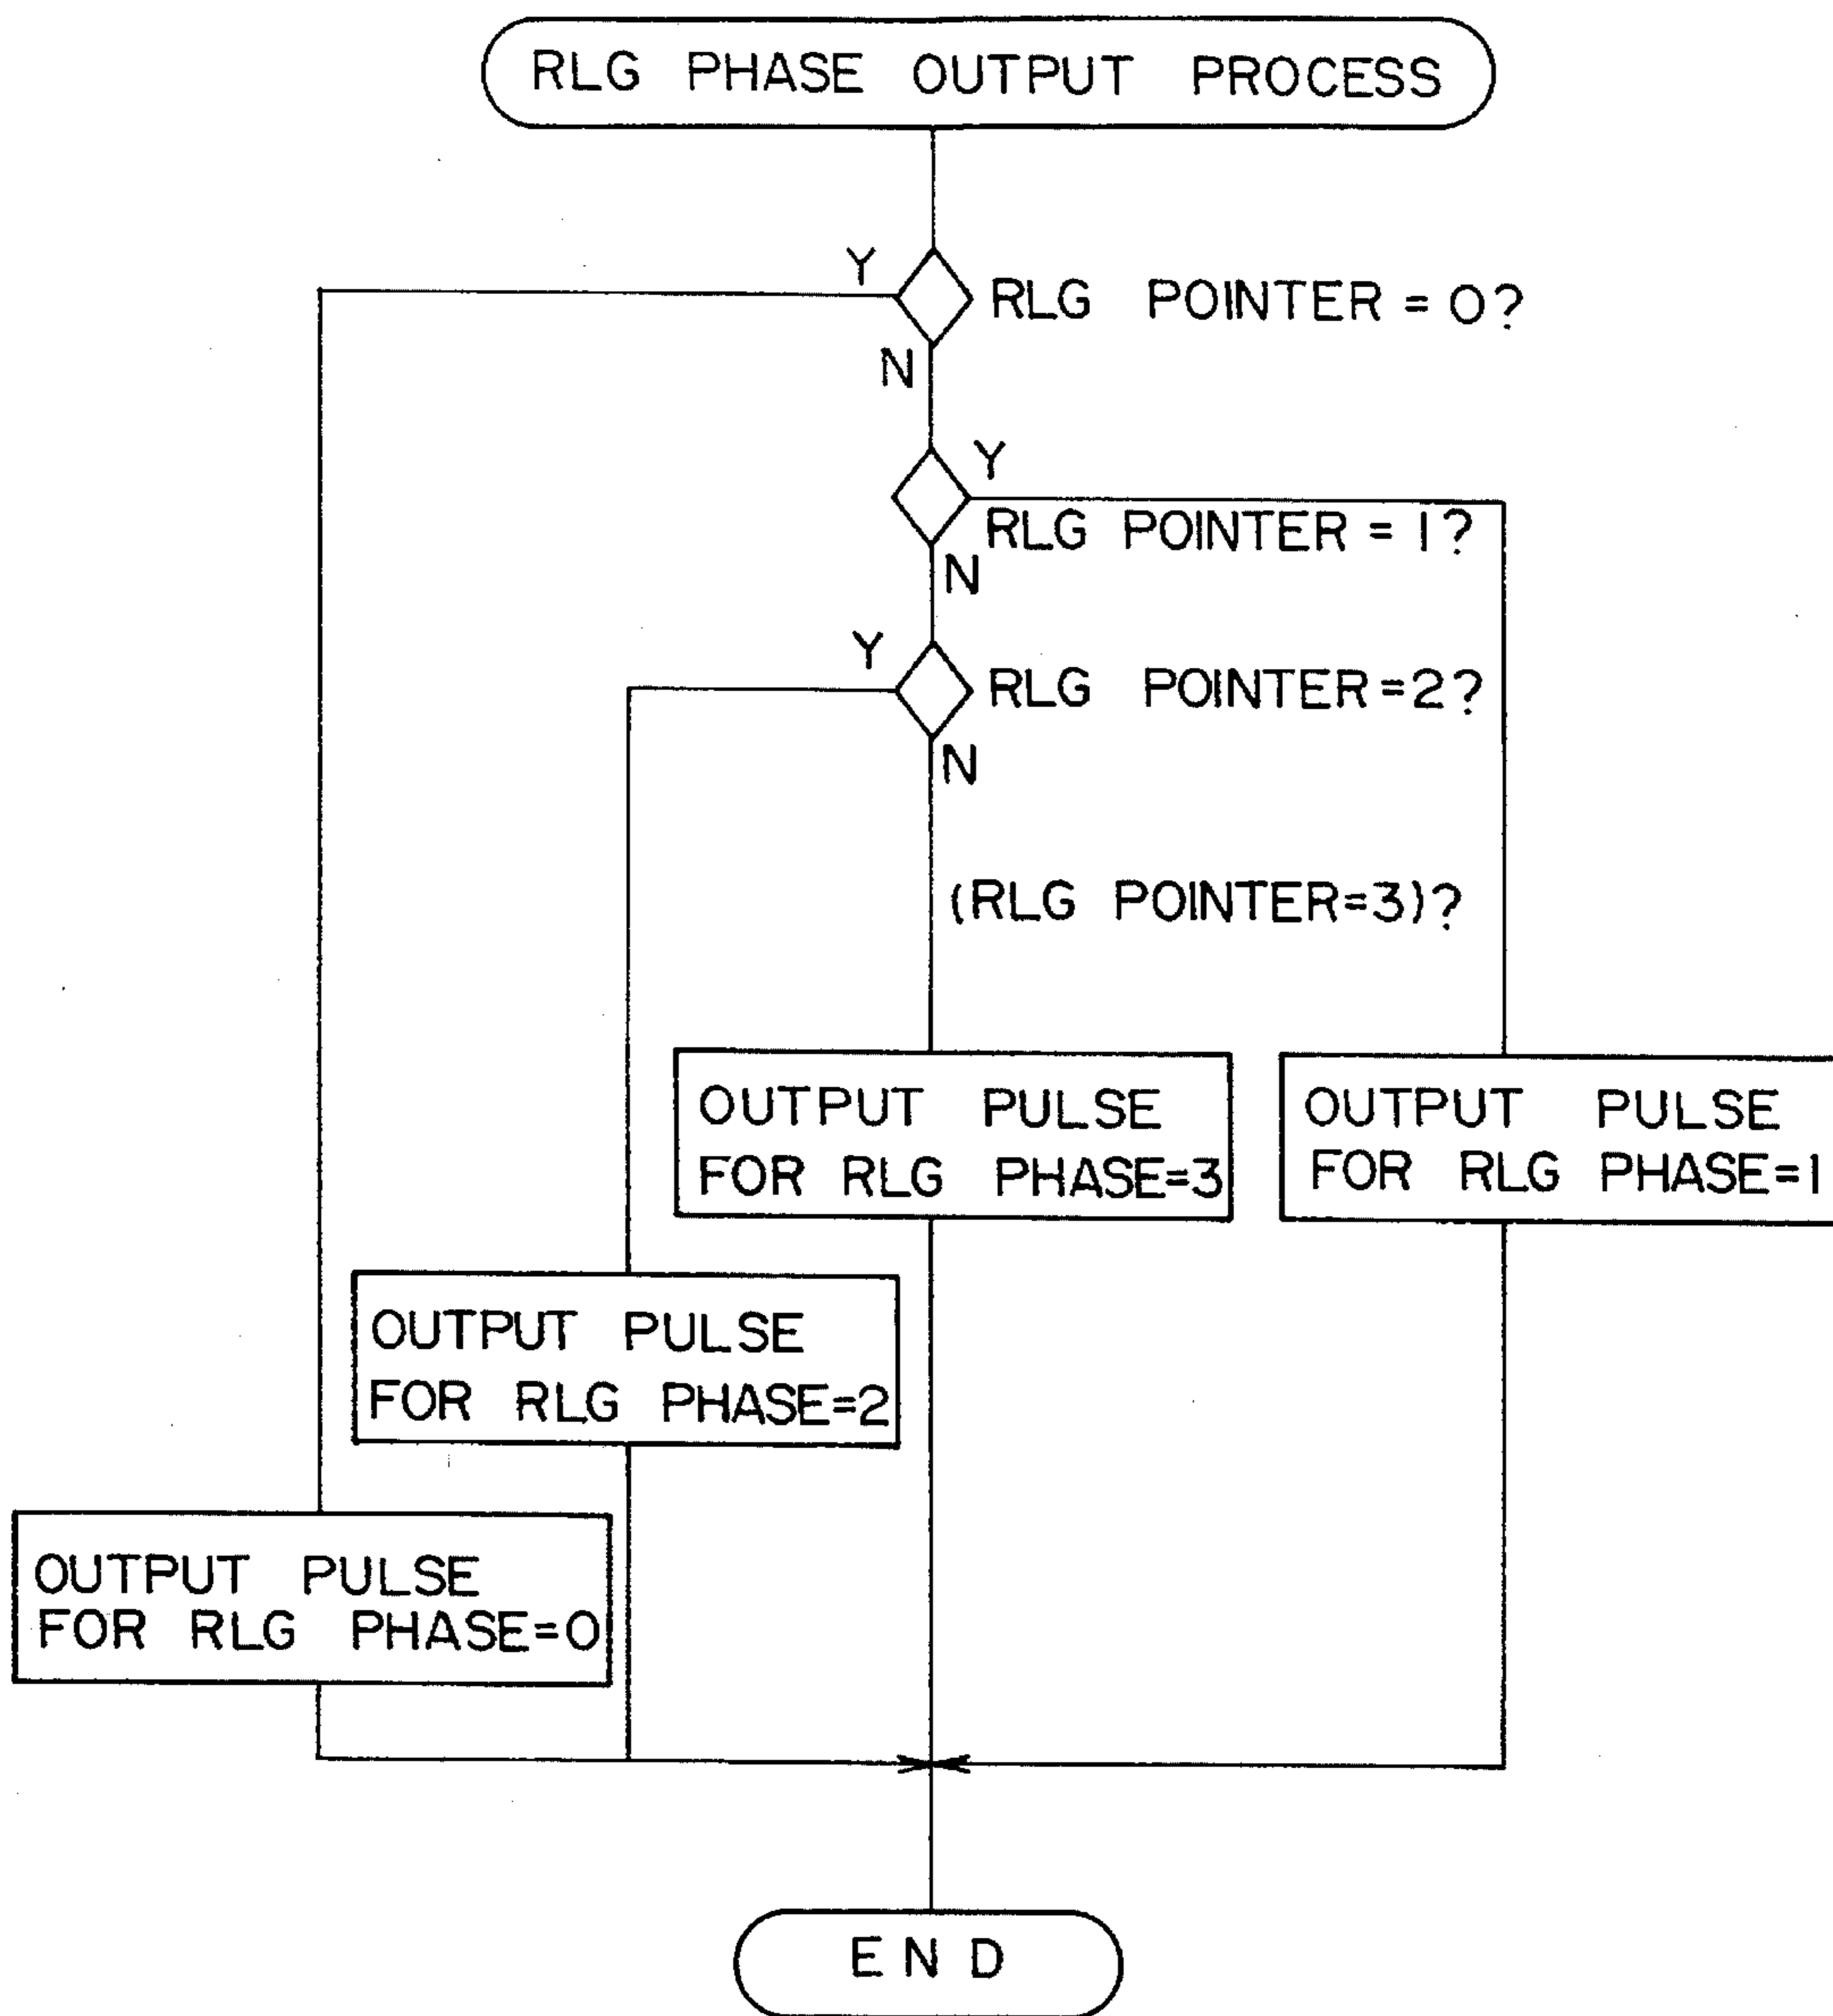 RLG PHASE OUTPUT PROCESS
Y
RLG POINTER = 0?
N
Y
RLG POINTER = 1?
N
Y
RLG POINTER=2?
N
(RLG POINTER=3)?
OUTPUT PULSE
FOR RLG PHASE=3
OUTPUT PULSE
FOR RLG PHASE=1
OUTPUT PULSE
FOR RLG PHASE=2
OUTPUT PULSE
FOR RLG PHASE=0
END